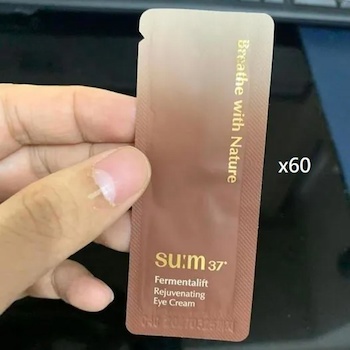 Breathe with Nature
x60
su:m37°
Fermentalift
Rejuvenating
Eye Cream